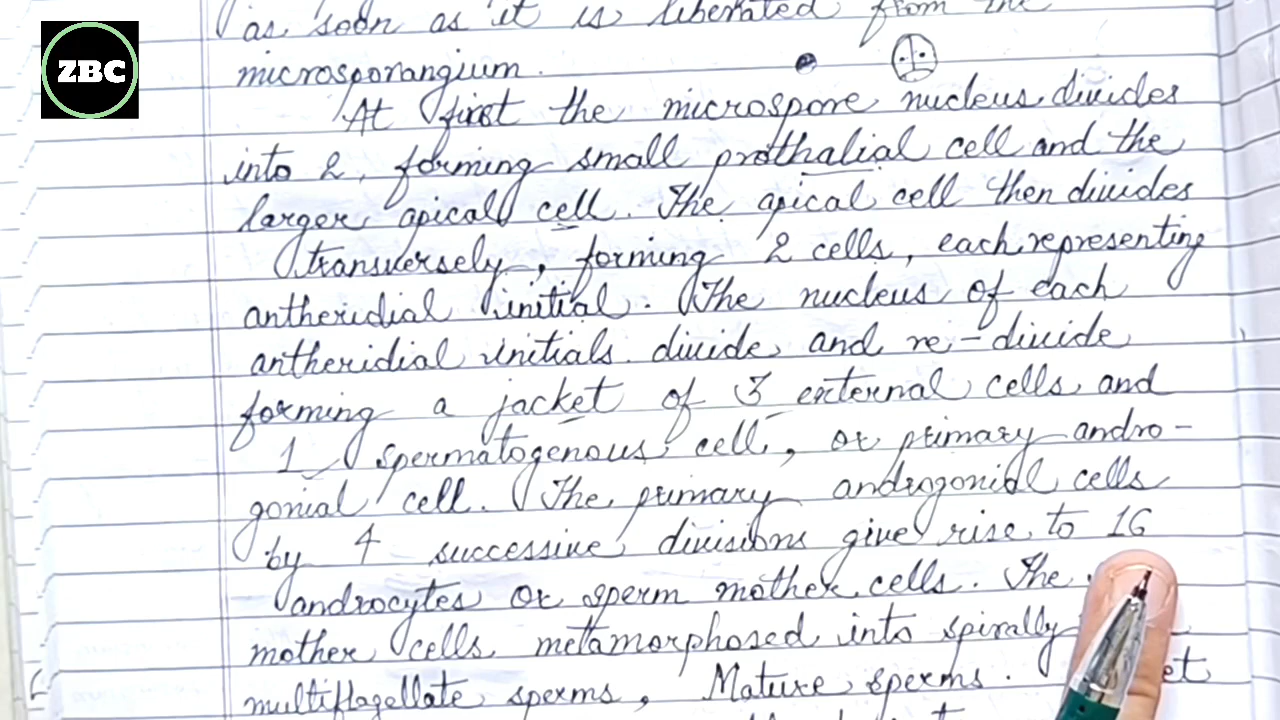 ZBC
as soon as it is liberated from the
microsporangium.
At first the microspore nucleus divides
into 2, forming small prothalial cell and the
larger apical cell. The apical cell then divides
transversely, forming 2 cells, each representing
antheridial initial. The nucleus of each
antheridial initials divide and re-divide
forming a jacket of 3 external cells and
1 spermatogenous cell, or primary andro-
gonial cell. The primary androgonial cells
by 4 successive divisions give rise to 16
androcytes or sperm mother cells. The
mother cells metamorphosed into spirally
multiflagellate sperms, Mature sperms.